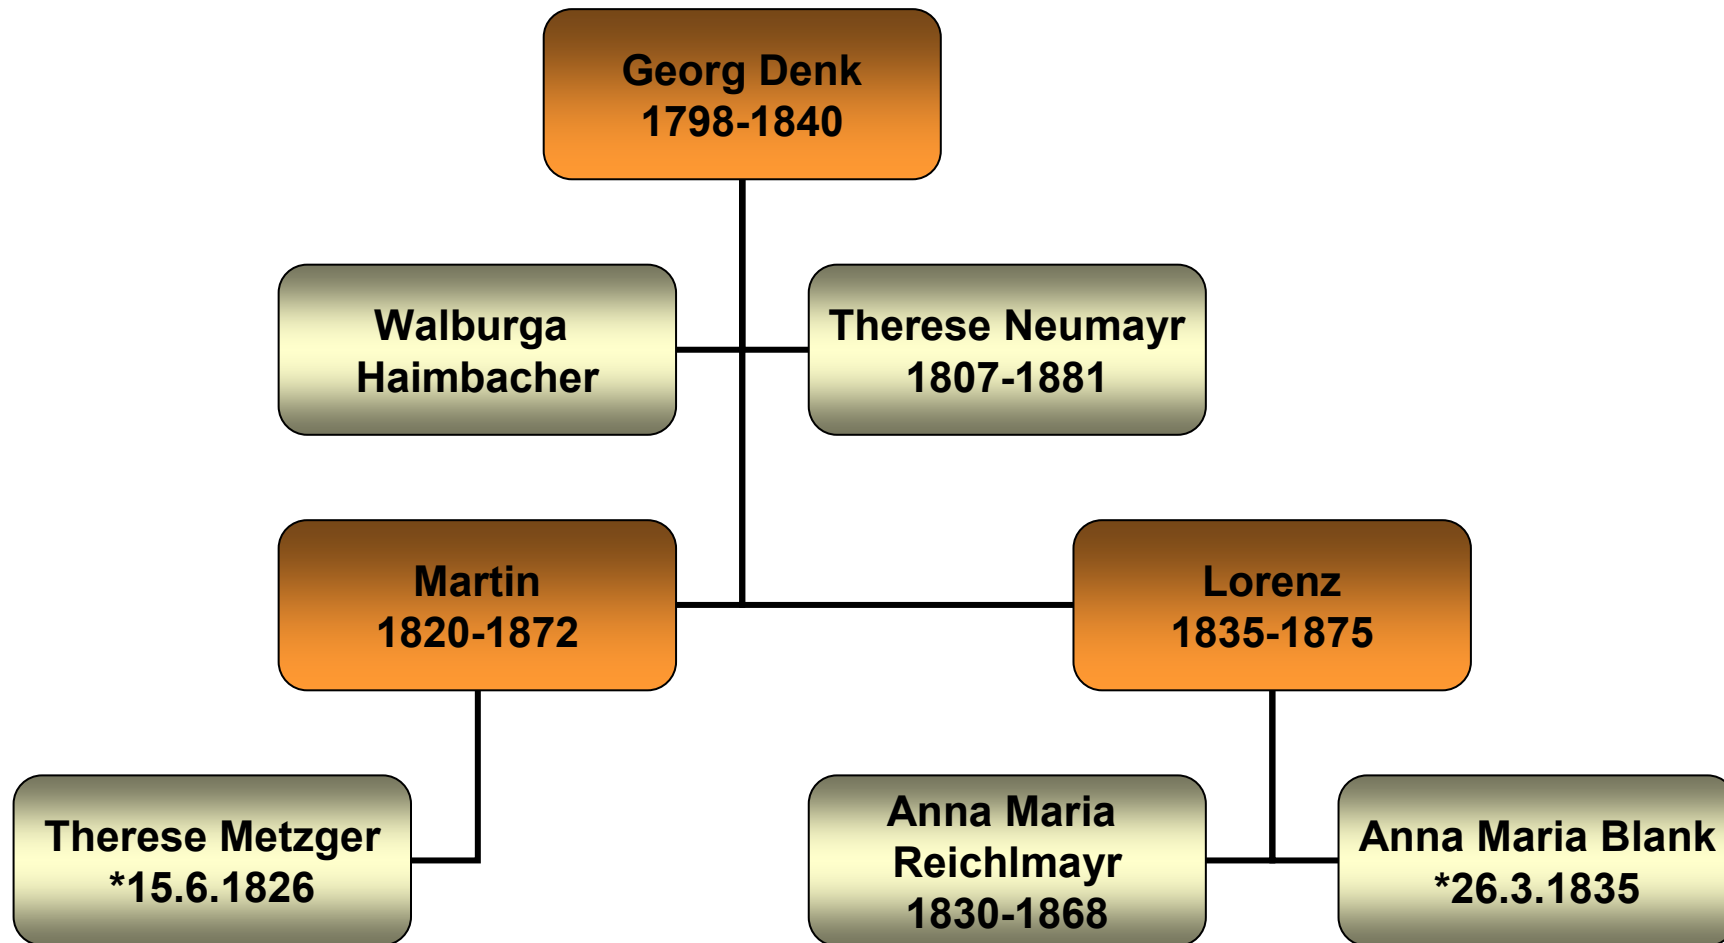 Georg Denk
1798-1840
Walburga
Haimbacher
Therese Neumayr
1807-1881
Martin
1820-1872
Lorenz
1835-1875
Therese Metzger
*15.6.1826
Anna Maria
Reichlmayr
1830-1868
Anna Maria Blank
*26.3.1835